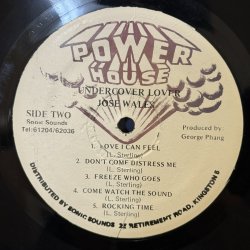 POWER
HOUSE
UNDERCOVER LOVER
JOSE WALES
SIDE TWO
Sonic Sounds
Tel: 61204/62036
Produced by
George Phang
1. LOVE I CAN FEEL
(L. Sterling)
2. DON'T COME DISTRESS ME
(L. Sterling)
3. FREEZE WHO GOES
(L. Sterling)
4. COME WATCH THE SOUND
(L. Sterling)
5. ROCKING TIME
(L. Sterling)
DISTRIBUTED BY SONIC SOUNDS 25 RETIREMENT ROAD, KINGSTON 5